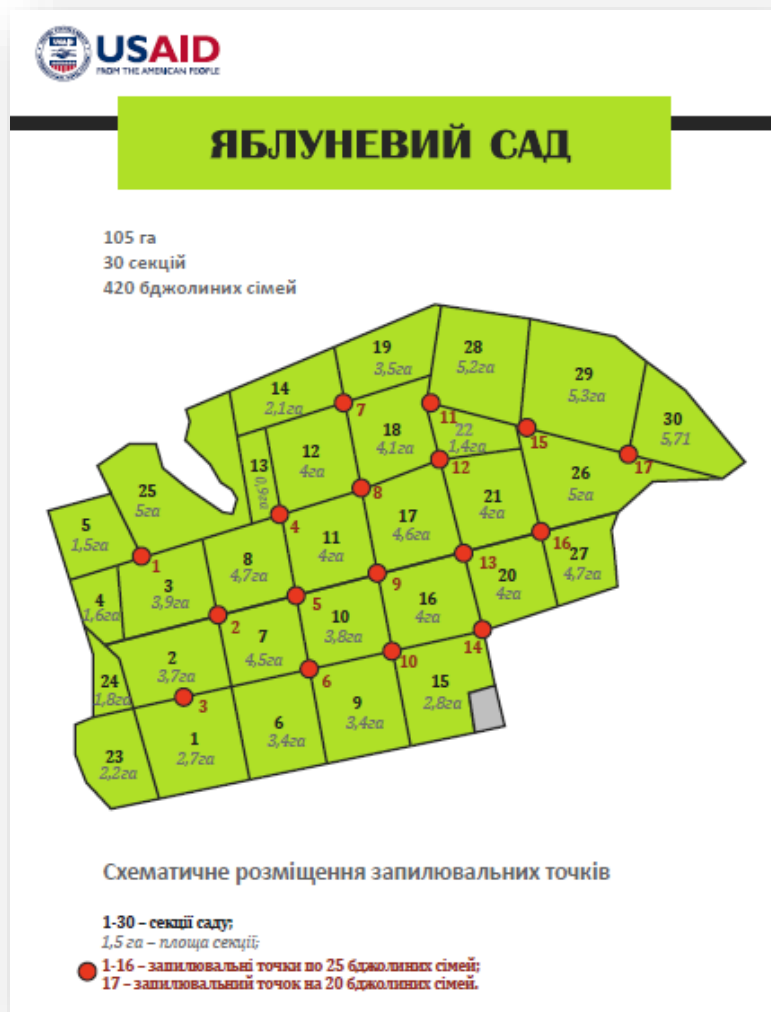 USAID
FROM THE AMERICAN PEOPLE
ЯБЛУНЕВИЙ САД
105 га
30 секцій
420 бджолиних сімей
19
3,5га
28
5,2га
29
5,3га
30
5,71
14
2,1га
7
11
22
1,4га
15
17
18
4,1га
12
12
4га
13
0,9га
8
26
5га
21
4га
25
5га
5
1,5га
4
17
4,6га
11
4га
16
27
4,7га
1
8
4,7га
3
3,9га
4
1,6га
9
13
20
4га
16
4га
5
10
3,8га
2
7
4,5га
14
10
2
3,7га
6
15
2,8га
24
1,8га
3
9
3,4га
6
3,4га
1
2,7га
23
2,2га
Схематичне розміщення запилювальних точків
1-30 – секції саду;
1,5 га – площа секції;
1-16 – запилювальні точки по 25 бджолиних сімей;
17 – запилювальний точок на 20 бджолиних сімей.